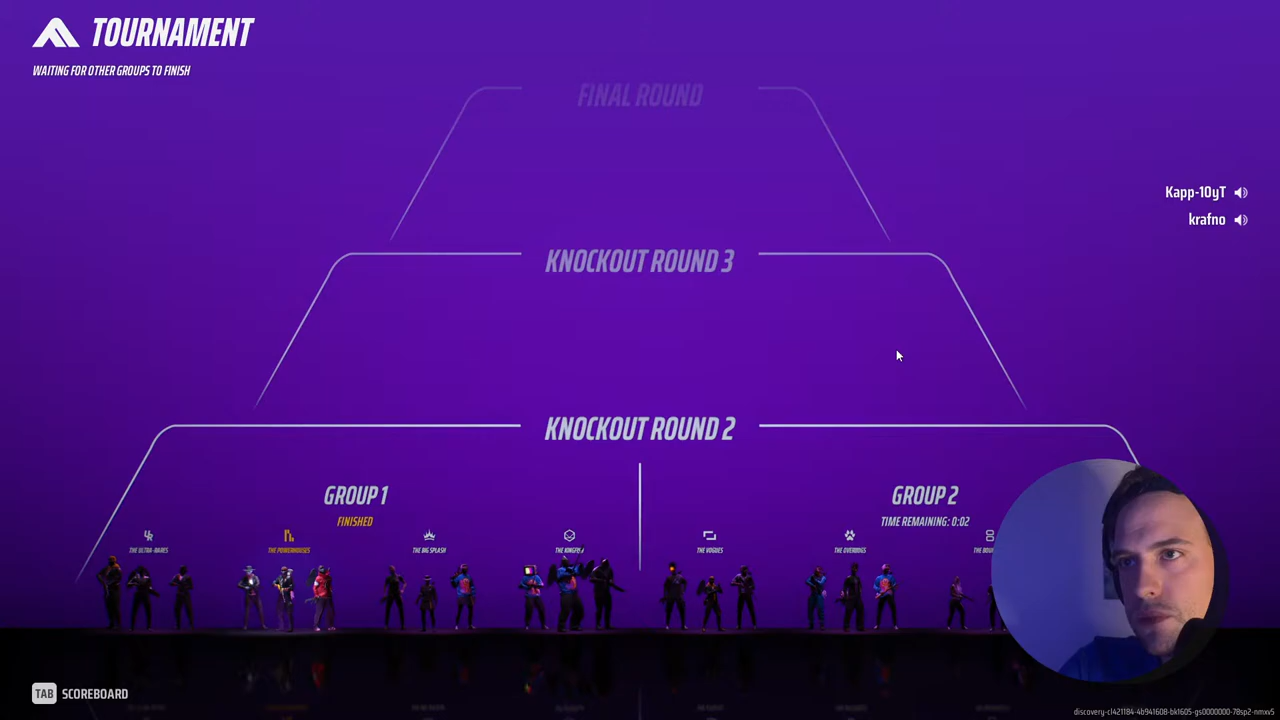 TOURNAMENT
WAITING FOR OTHER GROUPS TO FINISH
FINAL ROUND
Kapp-10yT
krafno
KNOCKOUT ROUND 3
KNOCKOUT ROUND 2
GROUP 1
FINISHED
GROUP 2
TIME REMAINING: 0:02
THE ULTRA-RARES
THE POWERHOUSES
THE BIG SPLASH
THE VOGUES
THE OVERDOGS
TAB SCOREBOARD